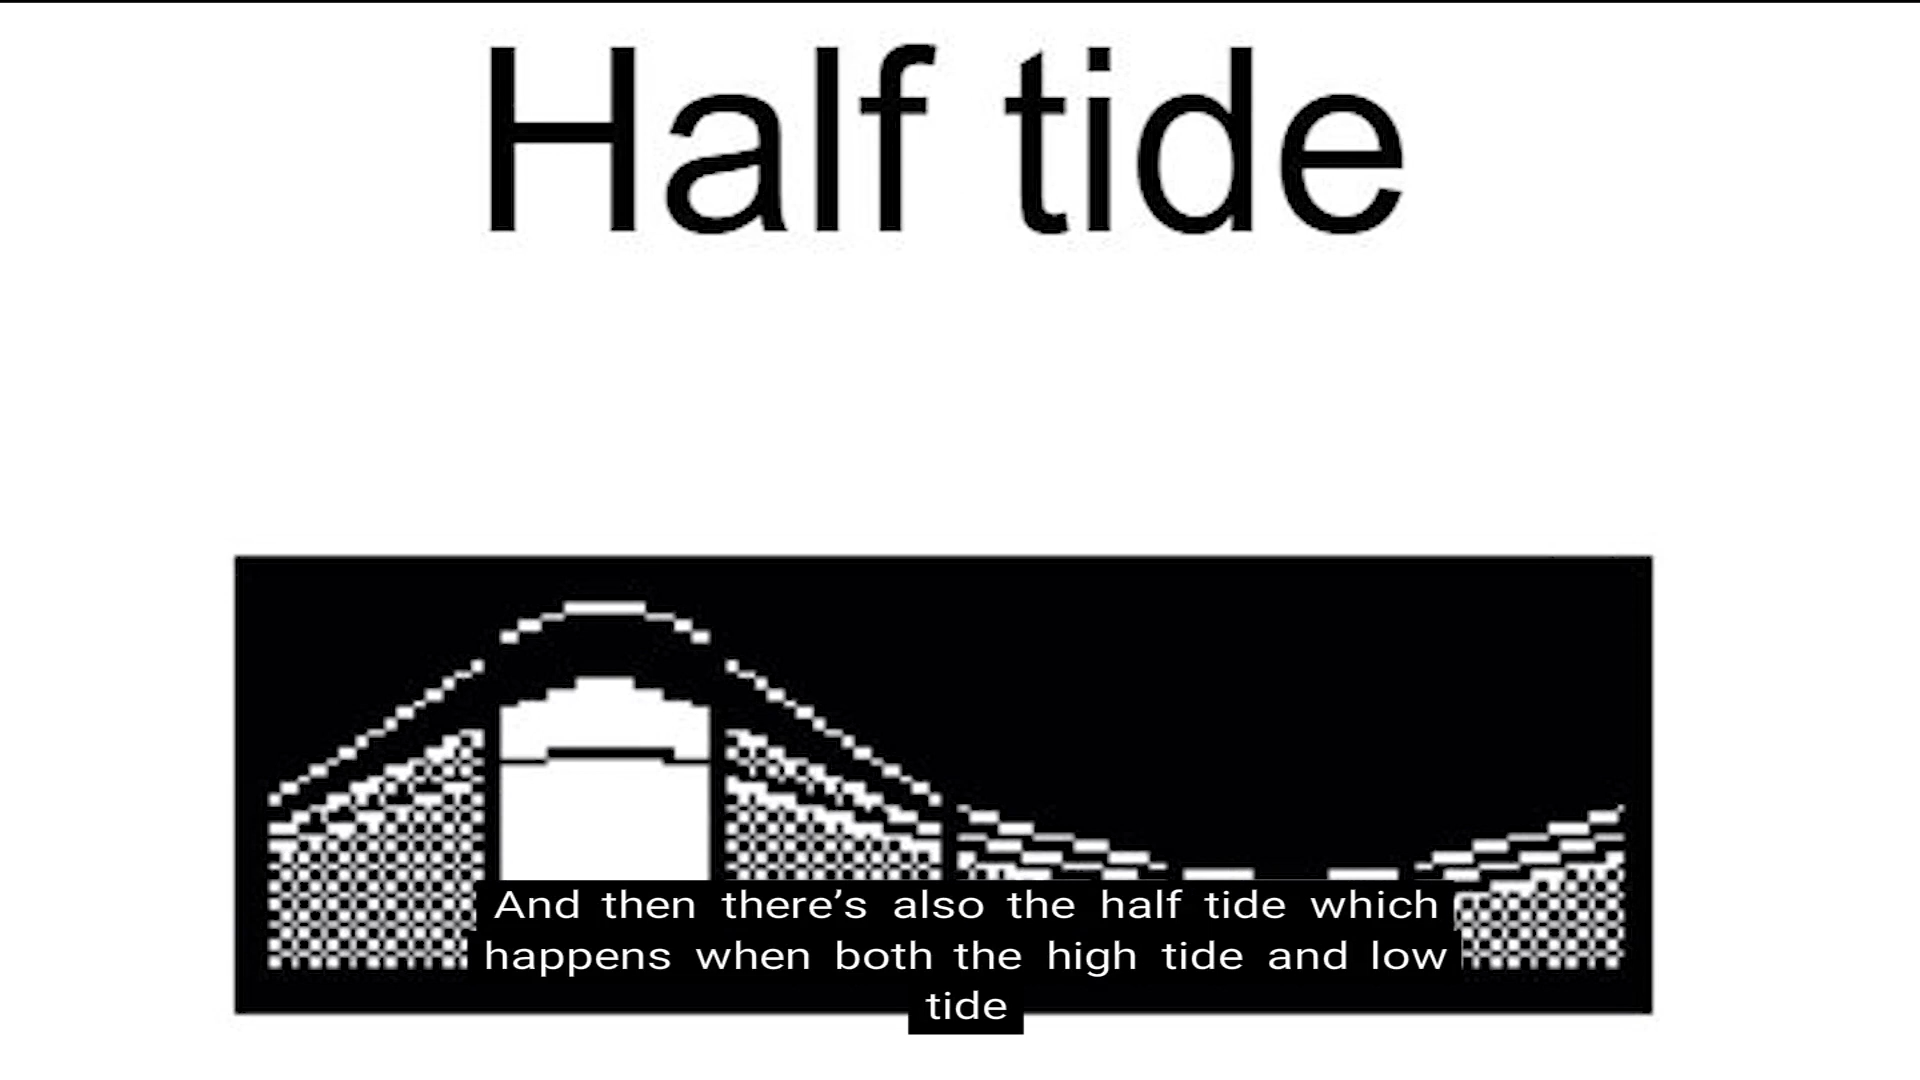 Half tide
And then there’s also the half tide which
happens when both the high tide and low
tide